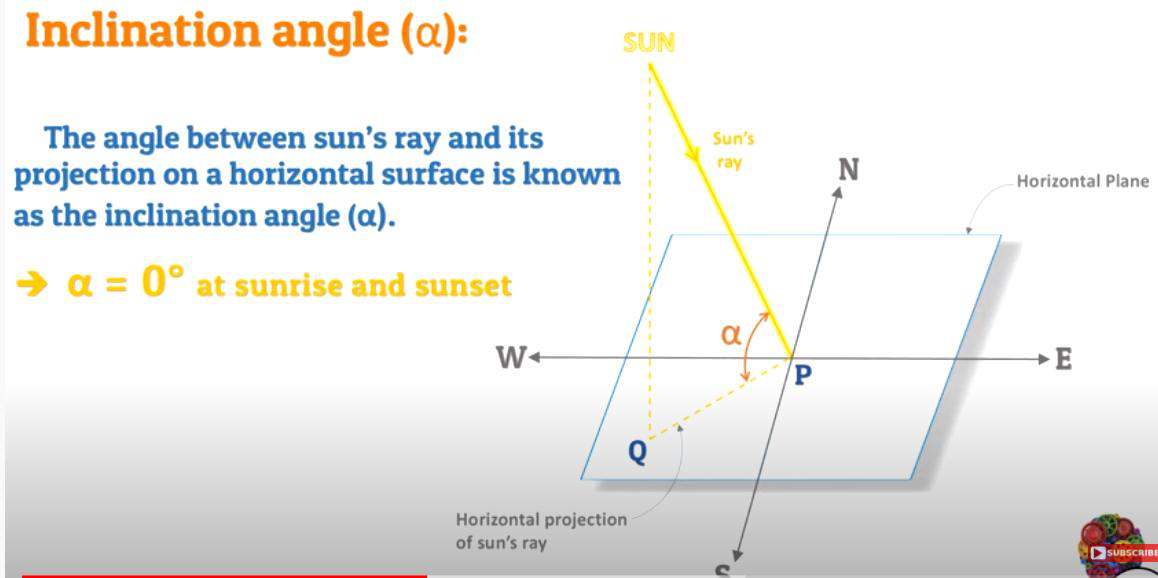 Inclination angle (α):
SUN
The angle between sun's ray and its
projection on a horizontal surface is known
as the inclination angle (α).
Sun's
ray
N
Horizontal Plane
➔ α = 0° at sunrise and sunset
α
W
E
P
Q
Horizontal projection
of sun's ray
S
SUBSCRIBE